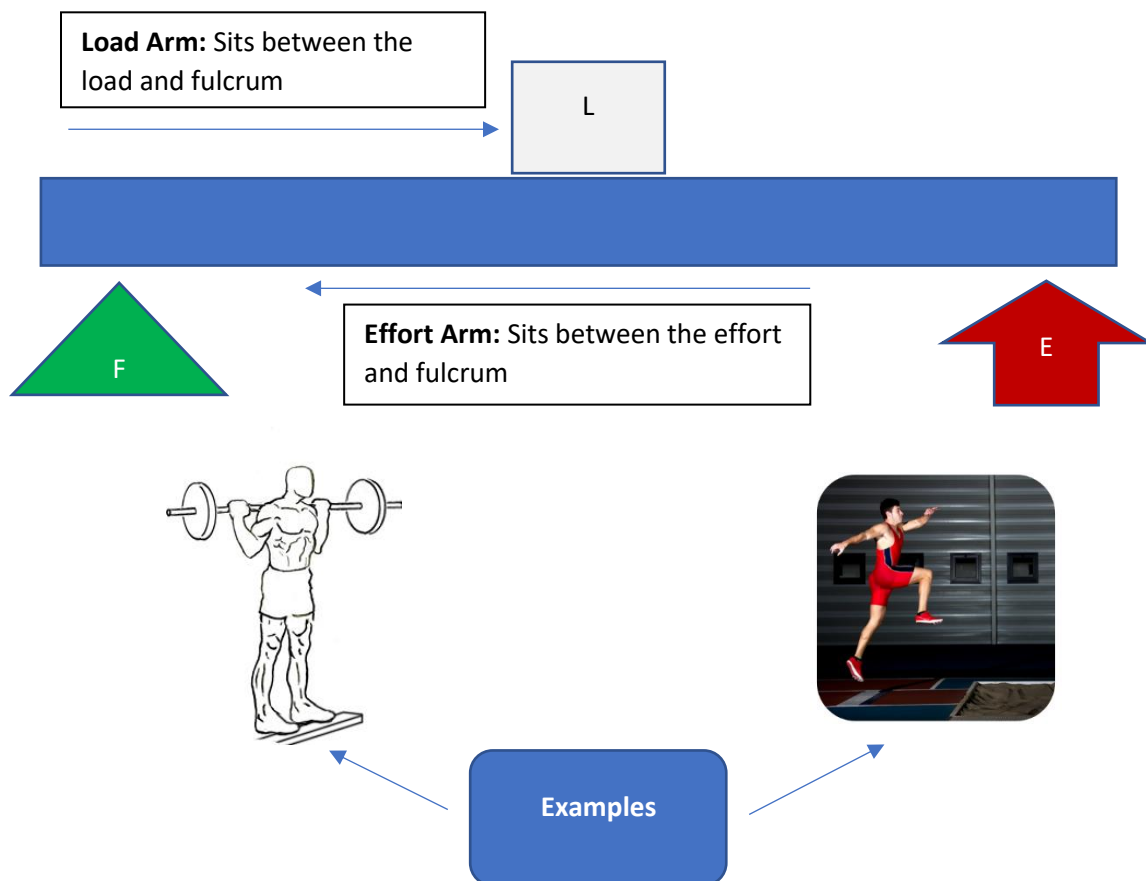 Load Arm: Sits between the
load and fulcrum
L
Effort Arm: Sits between the effort
and fulcrum
F
E
Examples